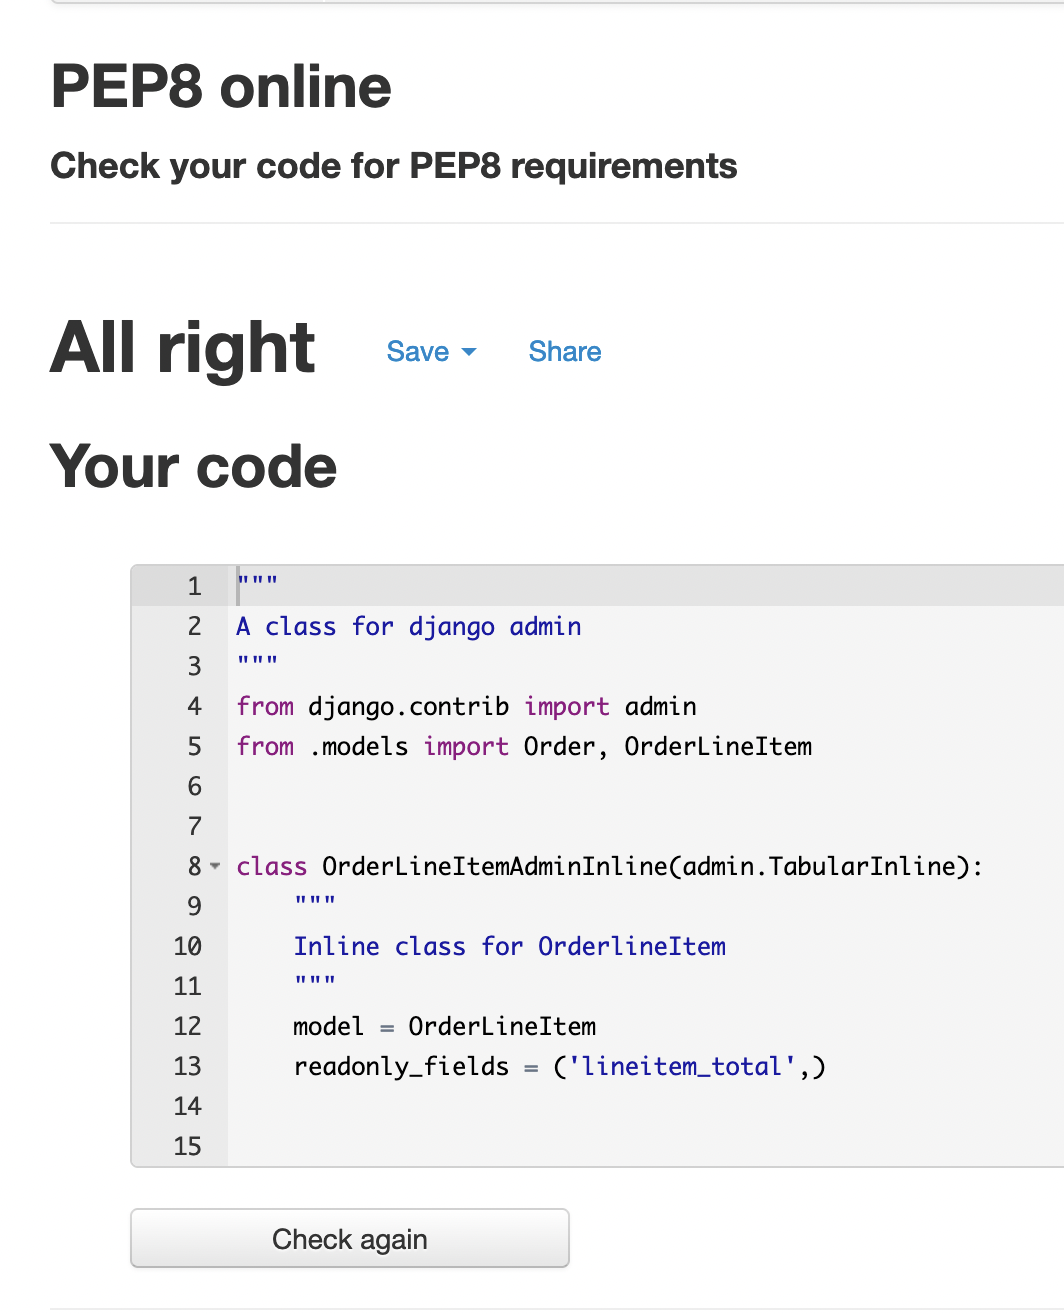 PEP8 online
Check your code for PEP8 requirements
All right Save Share
Your code
1 """
2 A class for django admin
3 """
4 from django.contrib import admin
5 from .models import Order, OrderLineItem
6
7
8 class OrderLineItemAdminInline(admin.TabularInline):
9     """
10     Inline class for OrderlineItem
11     """
12     model = OrderLineItem
13     readonly_fields = ('lineitem_total',)
14
15
Check again